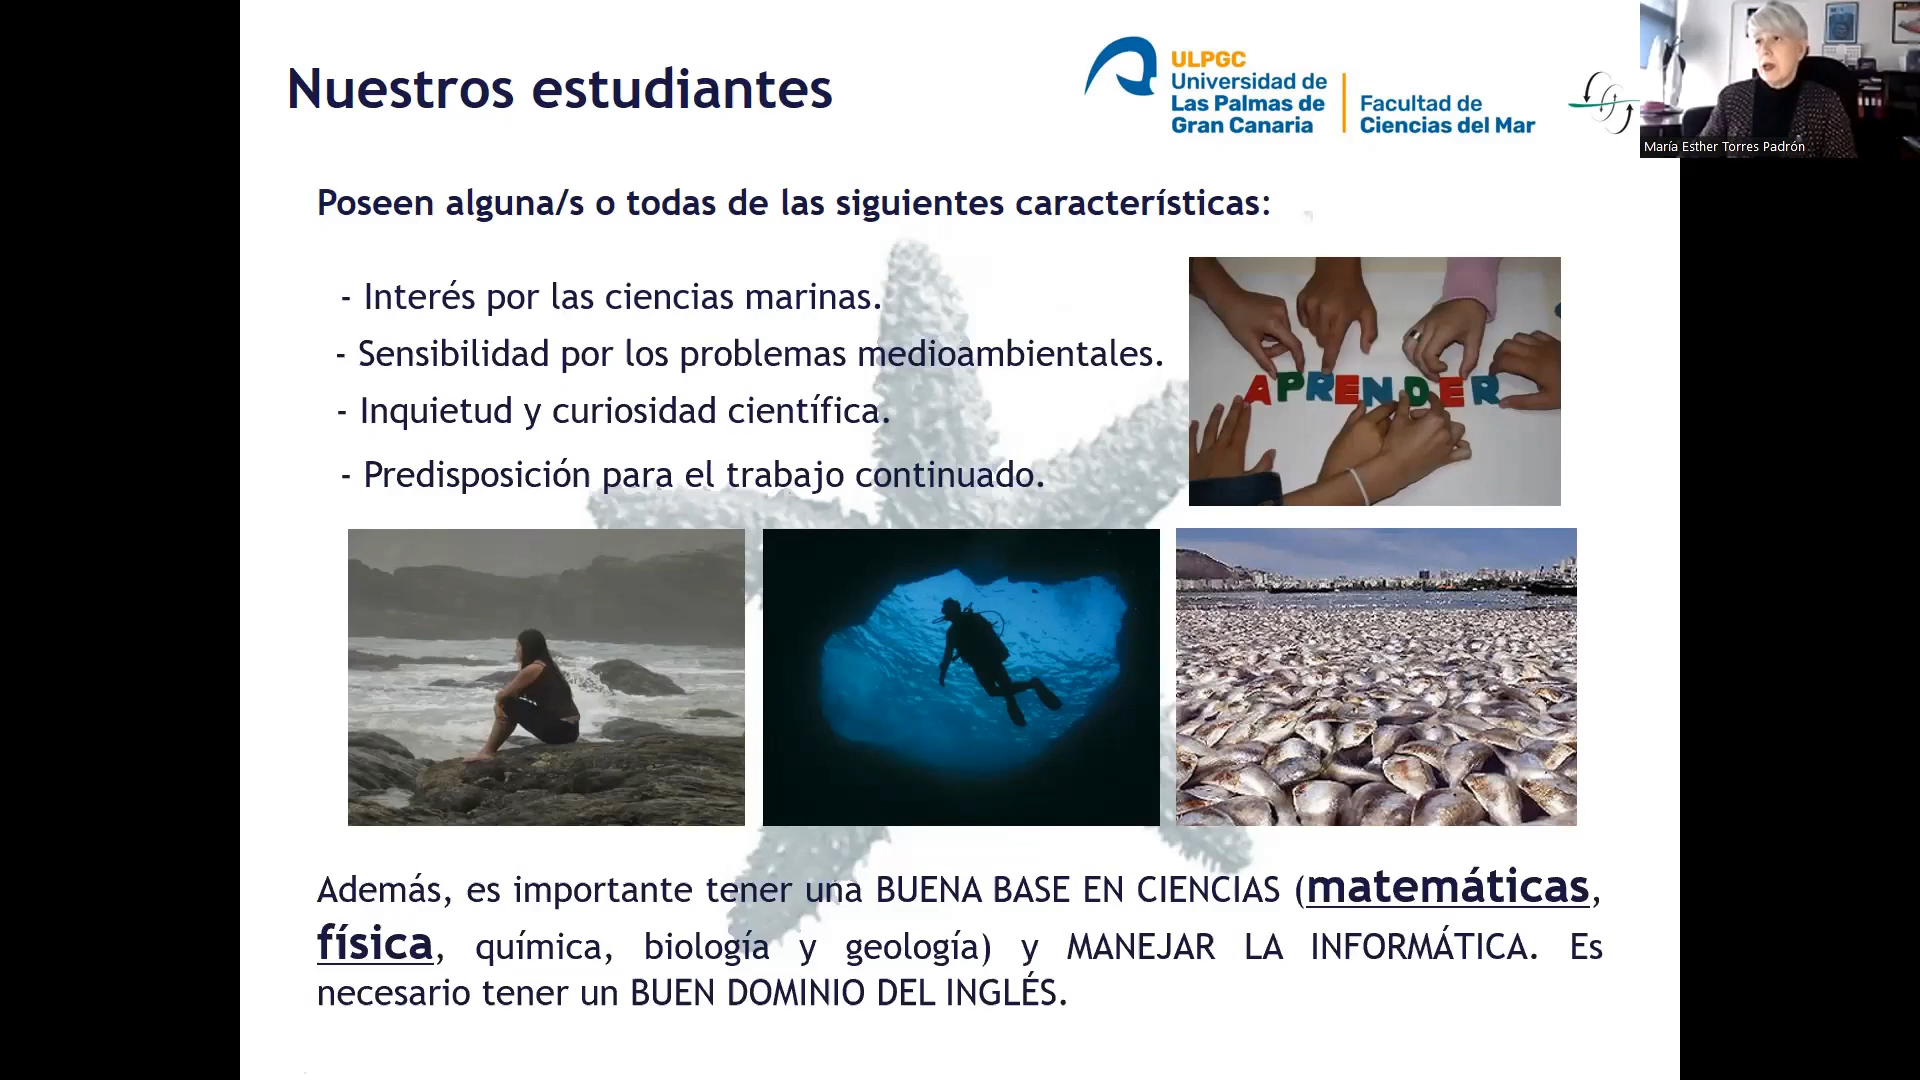 Nuestros estudiantes
ULPGC
Universidad de
Las Palmas de
Gran Canaria
Facultad de
Ciencias del Mar
María Esther Torres Padrón
Poseen alguna/s o todas de las siguientes características:
- Interés por las ciencias marinas.
- Sensibilidad por los problemas medioambientales.
- Inquietud y curiosidad científica.
- Predisposición para el trabajo continuado.
APRENDER
Además, es importante tener una BUENA BASE EN CIENCIAS (matemáticas,
física, química, biología y geología) y MANEJAR LA INFORMÁTICA. Es
necesario tener un BUEN DOMINIO DEL INGLÉS.